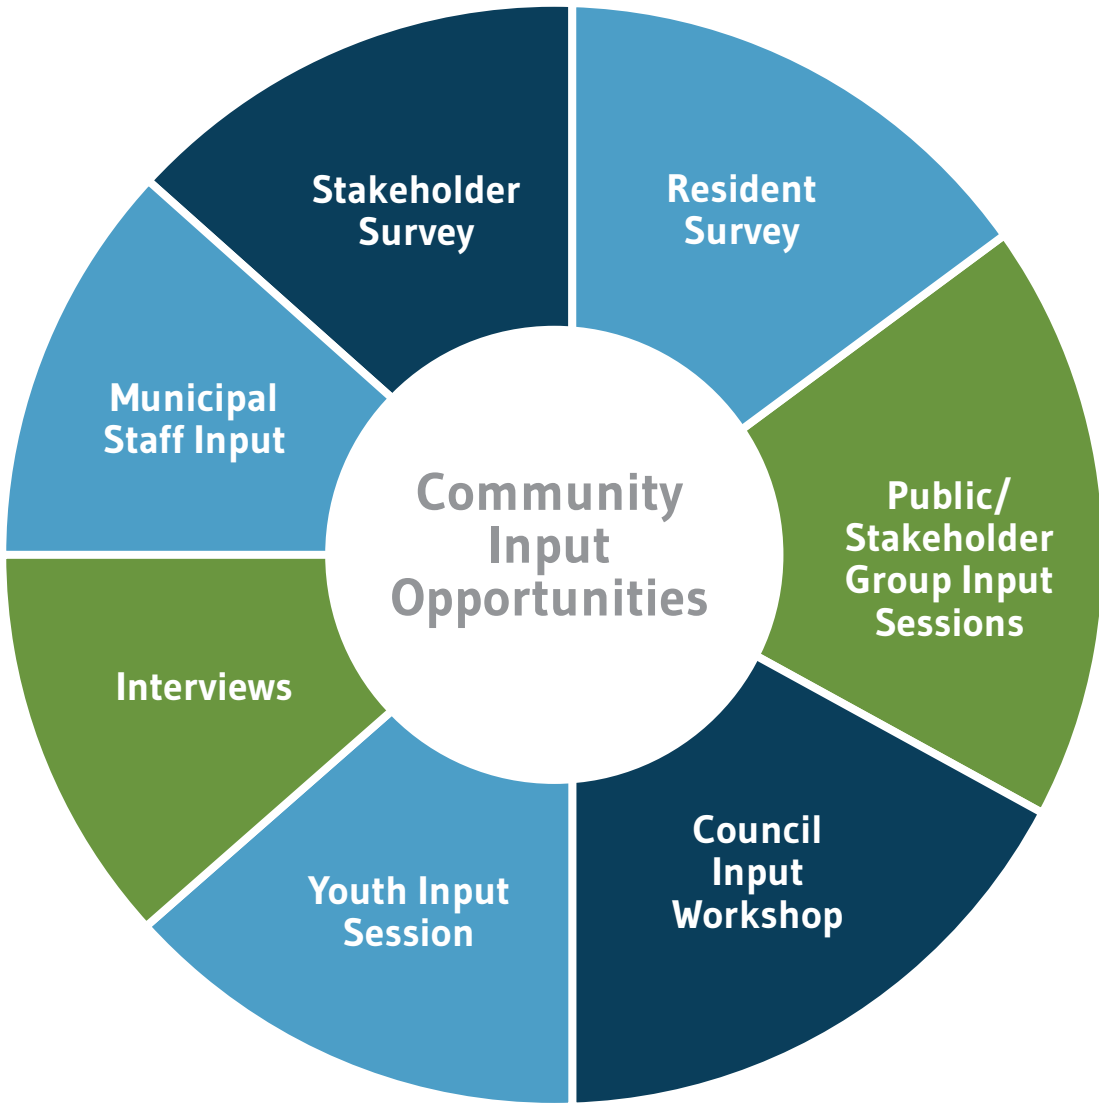 Stakeholder
Survey
Resident
Survey
Municipal
Staff Input
Community
Input
Opportunities
Public/
Stakeholder
Group Input
Sessions
Interviews
Council
Input
Workshop
Youth Input
Session